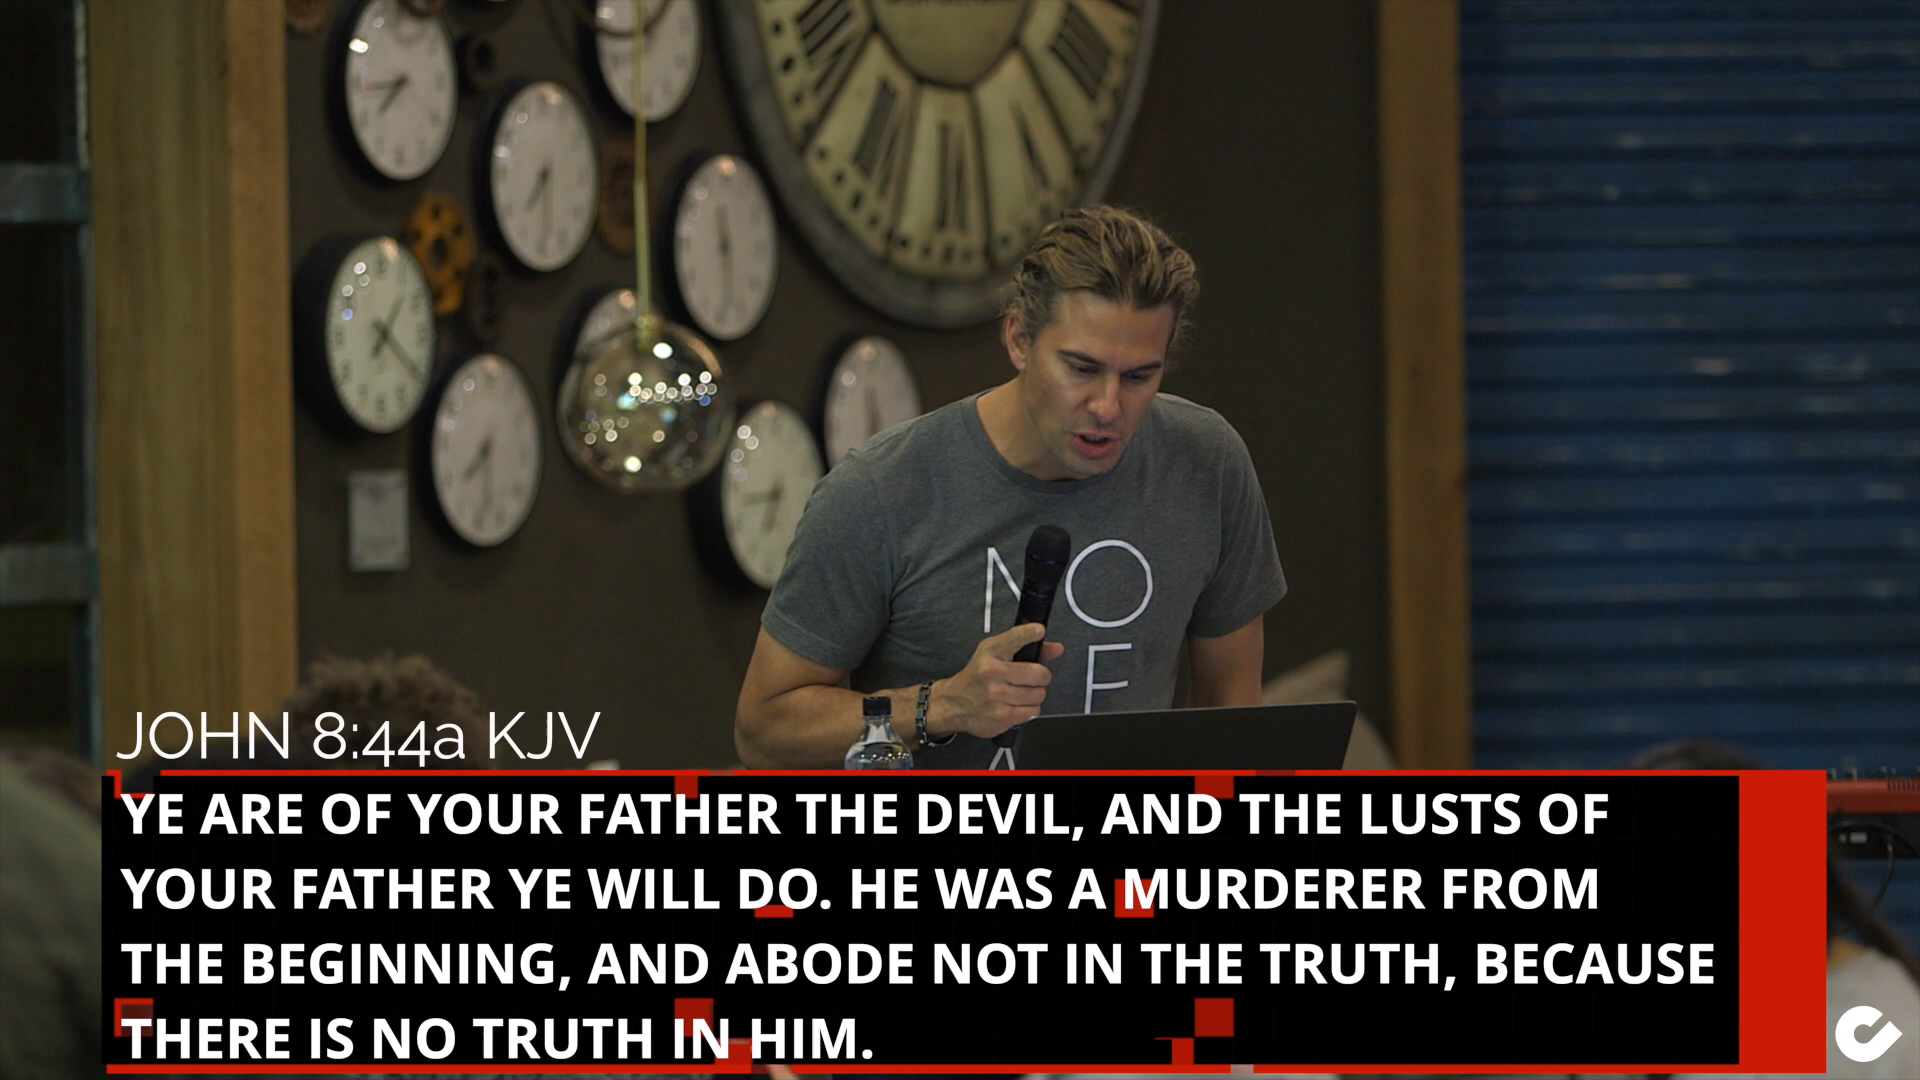 NO
F
JOHN 8:44a KJV
YE ARE OF YOUR FATHER THE DEVIL, AND THE LUSTS OF
YOUR FATHER YE WILL DO. HE WAS A MURDERER FROM
THE BEGINNING, AND ABODE NOT IN THE TRUTH, BECAUSE
THERE IS NO TRUTH IN HIM.